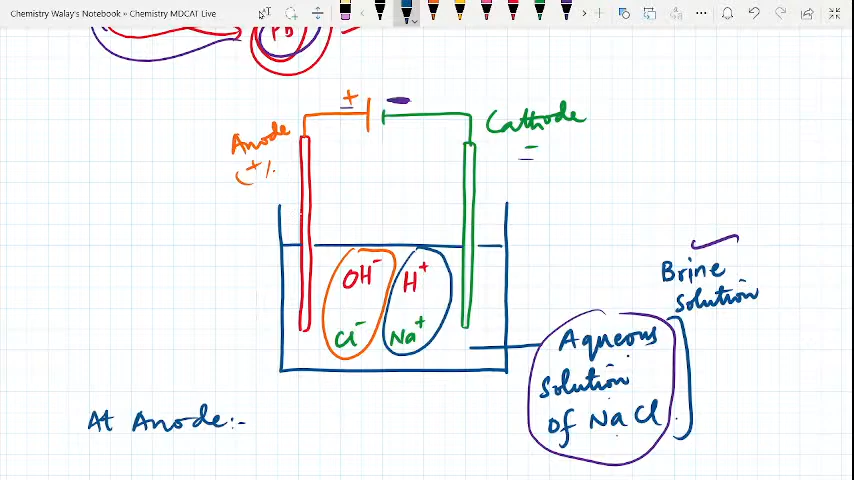 Chemistry Walay's Notebook » Chemistry MDCAT Live
PB
+
Anode
(+)
Cathode
-
OH⁻ H⁺
Cl⁻ Na⁺
Brine
solution
Aqueous
solution
of NaCl
At Anode:-